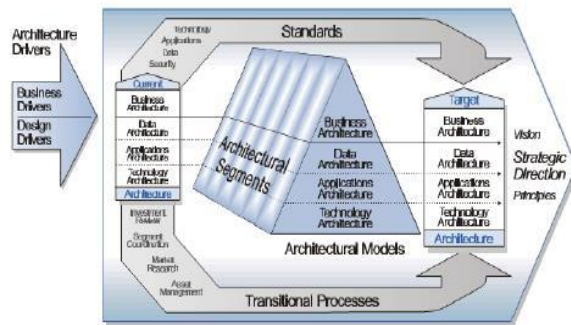 Architecture
Drivers
Business
Drivers
Design
Drivers
Technology
Applications
Data
Security
Standards
Current
Business
Architecture
Data
Architecture
Applications
Architecture
Technology
Architecture
Architecture
Architectural
Segments
Business
Architecture
Data
Architecture
Applications
Architecture
Technology
Architecture
Architectural Models
Target
Business
Architecture
Data
Architecture
Applications
Architecture
Technology
Architecture
Architecture
Vision
Strategic
Direction
Principles
Investment
Review
Segment
Coordination
Market
Research
Asset
Management
Transitional Processes